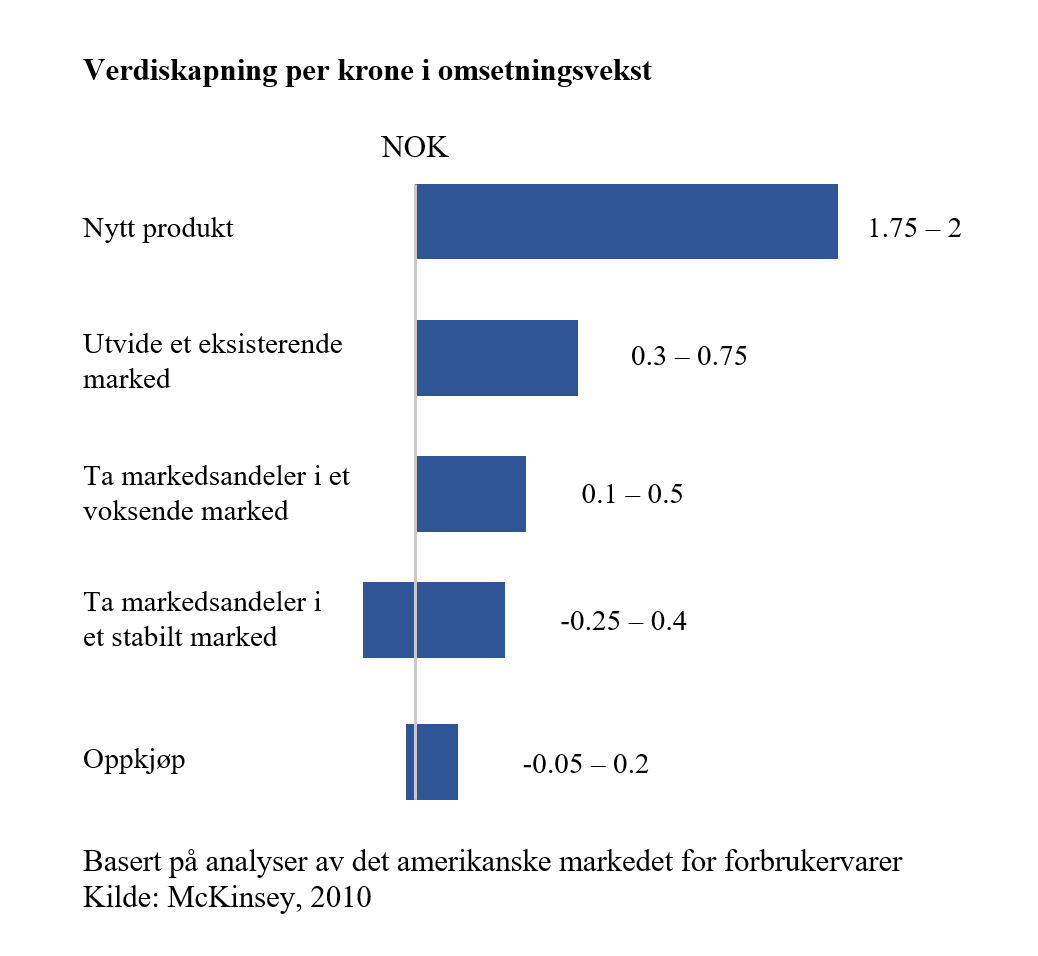 Verdiskapning per krone i omsetningsvekst
NOK
Nytt produkt
1.75 – 2
Utvide et eksisterende
marked
0.3 – 0.75
Ta markedsandeler i et
voksende marked
0.1 – 0.5
Ta markedsandeler i
et stabilt marked
-0.25 – 0.4
Oppkjøp
-0.05 – 0.2
Basert på analyser av det amerikanske markedet for forbrukervarer
Kilde: McKinsey, 2010